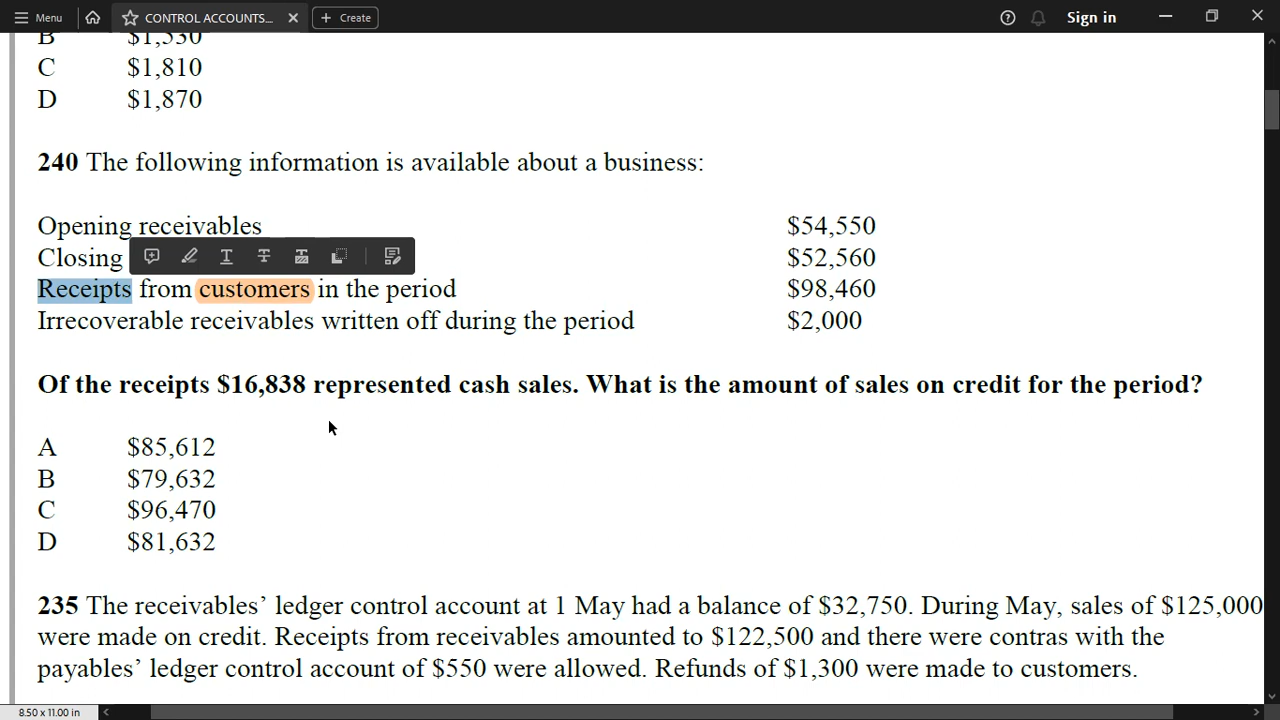 Menu
CONTROL ACCOUNTS...
Create
Sign in
B $1,530
C $1,810
D $1,870
240 The following information is available about a business:
Opening receivables $54,550
Closing $52,560
Receipts from customers in the period $98,460
Irrecoverable receivables written off during the period $2,000
Of the receipts $16,838 represented cash sales. What is the amount of sales on credit for the period?
A $85,612
B $79,632
C $96,470
D $81,632
235 The receivables’ ledger control account at 1 May had a balance of $32,750. During May, sales of $125,000
were made on credit. Receipts from receivables amounted to $122,500 and there were contras with the
payables’ ledger control account of $550 were allowed. Refunds of $1,300 were made to customers.
8.50 x 11.00 in